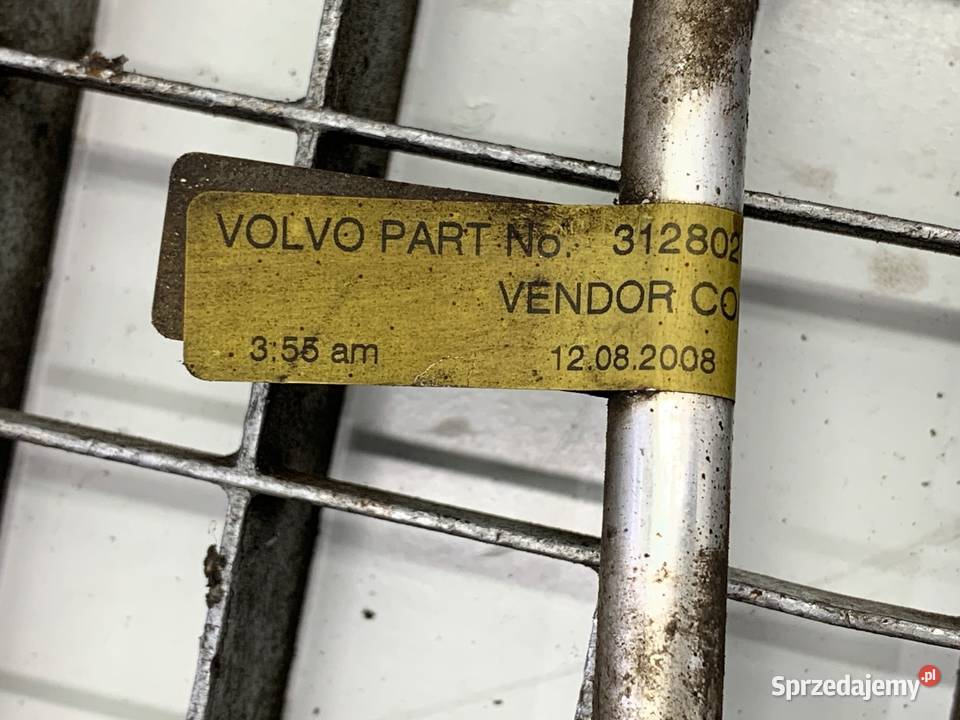 VOLVO PART No. 312802
VENDOR CO
3:55 am 12.08.2008
Sprzedajemy.pl